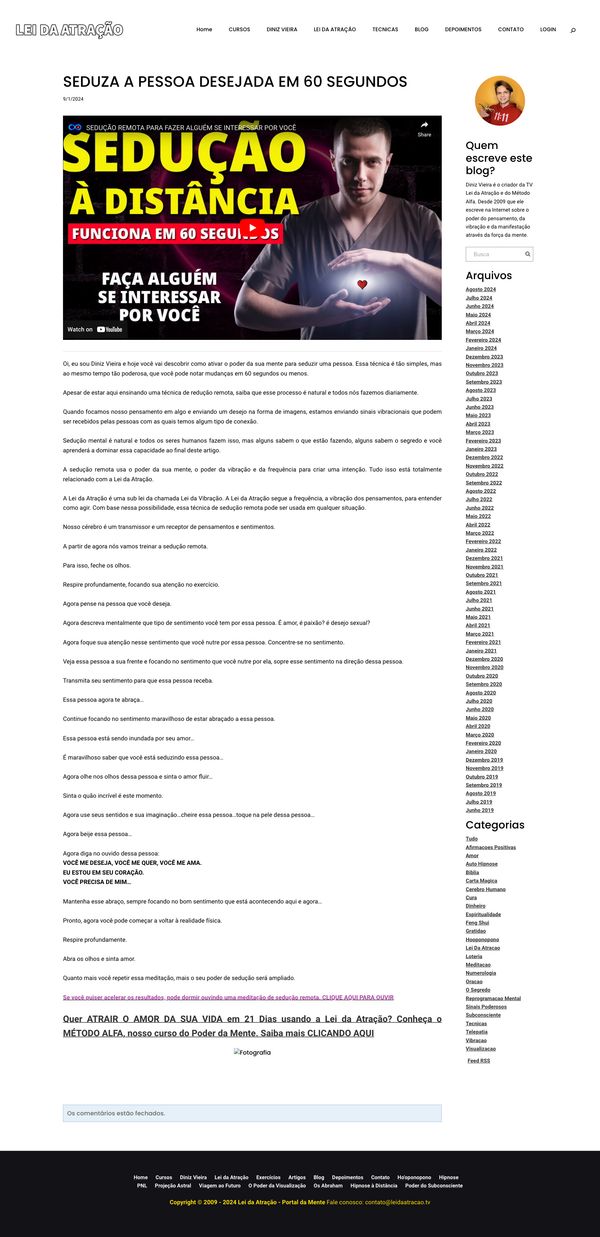 LEI DA ATRAÇÃO
Home CURSOS DINIZ VIEIRA LEI DA ATRAÇÃO TECNICAS BLOG DEPOIMENTOS CONTATO LOGIN
SEDUZA A PESSOA DESEJADA EM 60 SEGUNDOS
9/1/2024
SEDUÇÃO REMOTA PARA FAZER ALGUÉM SE INTERESSAR POR VOCÊ
Share
SEDUÇÃO
À DISTÂNCIA
FUNCIONA EM 60 SEGUNDOS
FAÇA ALGUÉM
SE INTERESSAR
POR VOCÊ
Watch on YouTube
Oi, eu sou Diniz Vieira e hoje você vai descobrir como ativar o poder da sua mente para seduzir uma pessoa. Essa técnica é tão simples, mas
ao mesmo tempo tão poderosa, que você pode notar mudanças em 60 segundos ou menos.
Apesar de estar aqui ensinando uma técnica de redução remota, saiba que esse processo é natural e todos nós fazemos diariamente.
Quando focamos nosso pensamento em algo e enviando um desejo na forma de imagens, estamos enviando sinais vibracionais que podem
ser recebidos pelas pessoas com as quais temos algum tipo de conexão.
Sedução mental é natural e todos os seres humanos fazem isso, mas alguns sabem o que estão fazendo, alguns sabem o segredo e você
aprenderá a dominar essa capacidade ao final deste artigo.
A sedução remota usa o poder da sua mente, o poder da vibração e da frequência para criar uma intenção. Tudo isso está totalmente
relacionado com a Lei da Atração.
A Lei da Atração é uma sub lei da chamada Lei da Vibração. A Lei da Atração segue a frequência, a vibração dos pensamentos, para entender
como agir. Com base nessa possibilidade, essa técnica de sedução remota pode ser usada em qualquer situação.
Nosso cérebro é um transmissor e um receptor de pensamentos e sentimentos.
A partir de agora nós vamos treinar a sedução remota.
Para isso, feche os olhos.
Respire profundamente, focando sua atenção no exercício.
Agora pense na pessoa que você deseja.
Agora descreva mentalmente que tipo de sentimento você tem por essa pessoa. É amor, é paixão? é desejo sexual?
Agora foque sua atenção nesse sentimento que você nutre por essa pessoa. Concentre-se no sentimento.
Veja essa pessoa a sua frente e focando no sentimento que você nutre por ela, sopre esse sentimento na direção dessa pessoa.
Transmita seu sentimento para que essa pessoa receba.
Essa pessoa agora te abraça...
Continue focando no sentimento maravilhoso de estar abraçado a essa pessoa.
Essa pessoa está sendo inundada por seu amor...
É maravilhoso saber que você está seduzindo essa pessoa...
Agora olhe nos olhos dessa pessoa e sinta o amor fluir...
Sinta o quão incrível é este momento.
Agora use seus sentidos e sua imaginação...cheire essa pessoa...toque na pele dessa pessoa...
Agora beije essa pessoa...
Agora diga no ouvido dessa pessoa:
VOCÊ ME DESEJA, VOCÊ ME QUER, VOCÊ ME AMA.
EU ESTOU EM SEU CORAÇÃO.
VOCÊ PRECISA DE MIM...
Mantenha esse abraço, sempre focando no bom sentimento que está acontecendo aqui e agora...
Pronto, agora você pode começar a voltar à realidade física.
Respire profundamente.
Abra os olhos e sinta amor.
Quanto mais você repetir essa meditação, mais o seu poder de sedução será ampliado.
Se você quiser acelerar os resultados, pode dormir ouvindo uma meditação de sedução remota. CLIQUE AQUI PARA OUVIR
Quer ATRAIR O AMOR DA SUA VIDA em 21 Dias usando a Lei da Atração? Conheça o
MÉTODO ALFA, nosso curso do Poder da Mente. Saiba mais CLICANDO AQUI
Fotografia
Os comentários estão fechados.
11:11
Quem
escreve este
blog?
Diniz Vieira é o criador da TV
Lei da Atração e do Método
Alfa. Desde 2009 que ele
escreve na Internet sobre o
poder do pensamento, da
vibração e da manifestação
através da força da mente.
Busca
Arquivos
Agosto 2024
Julho 2024
Junho 2024
Maio 2024
Abril 2024
Março 2024
Fevereiro 2024
Janeiro 2024
Dezembro 2023
Novembro 2023
Outubro 2023
Setembro 2023
Agosto 2023
Julho 2023
Junho 2023
Maio 2023
Abril 2023
Março 2023
Fevereiro 2023
Janeiro 2023
Dezembro 2022
Novembro 2022
Outubro 2022
Setembro 2022
Agosto 2022
Julho 2022
Junho 2022
Maio 2022
Abril 2022
Março 2022
Fevereiro 2022
Janeiro 2022
Dezembro 2021
Novembro 2021
Outubro 2021
Setembro 2021
Agosto 2021
Julho 2021
Junho 2021
Maio 2021
Abril 2021
Março 2021
Fevereiro 2021
Janeiro 2021
Dezembro 2020
Novembro 2020
Outubro 2020
Setembro 2020
Agosto 2020
Julho 2020
Junho 2020
Maio 2020
Abril 2020
Março 2020
Fevereiro 2020
Janeiro 2020
Dezembro 2019
Novembro 2019
Outubro 2019
Setembro 2019
Agosto 2019
Julho 2019
Junho 2019
Categorias
Tudo
Afirmacoes Positivas
Amor
Auto Hipnose
Bíblia
Carta Magica
Cerebro Humano
Cura
Dinheiro
Espiritualidade
Feng Shui
Gratidao
Hooponopono
Lei Da Atracao
Loteria
Meditacao
Numerologia
Oracao
O Segredo
Reprogramacao Mental
Sinais Poderosos
Subconsciente
Tecnicas
Telepatia
Vibracao
Visualizacao
Feed RSS
Home Cursos Diniz Vieira Lei da Atração Exercícios Artigos Blog Depoimentos Contato Ho'oponopono Hipnose
PNL Projeção Astral Viagem ao Futuro O Poder da Visualização Os Abraham Hipnose à Distância Poder do Subconsciente
Copyright © 2009 - 2024 Lei da Atração - Portal da Mente Fale conosco: contato@leidaatracao.tv